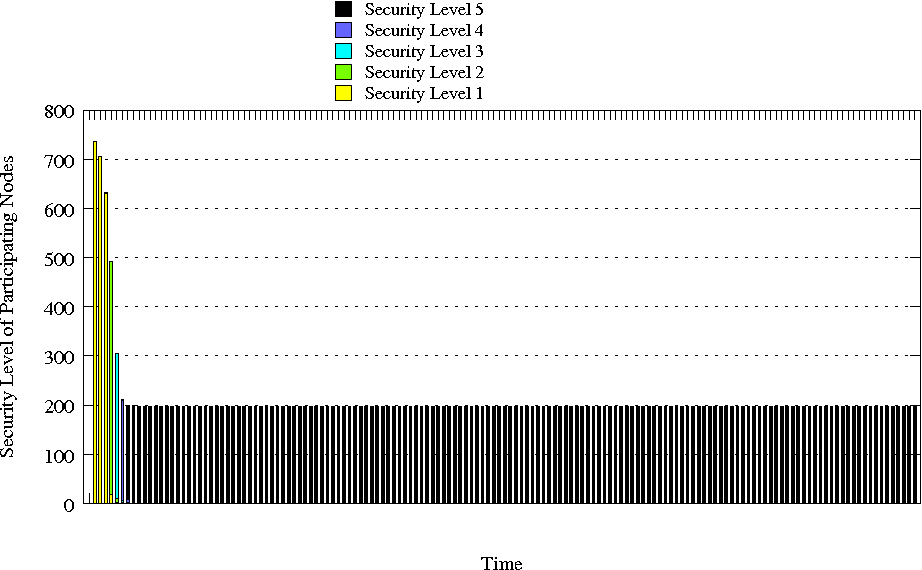 Security Level 5
Security Level 4
Security Level 3
Security Level 2
Security Level 1
800
700
600
500
400
300
200
100
0
Security Level of Participating Nodes
Time